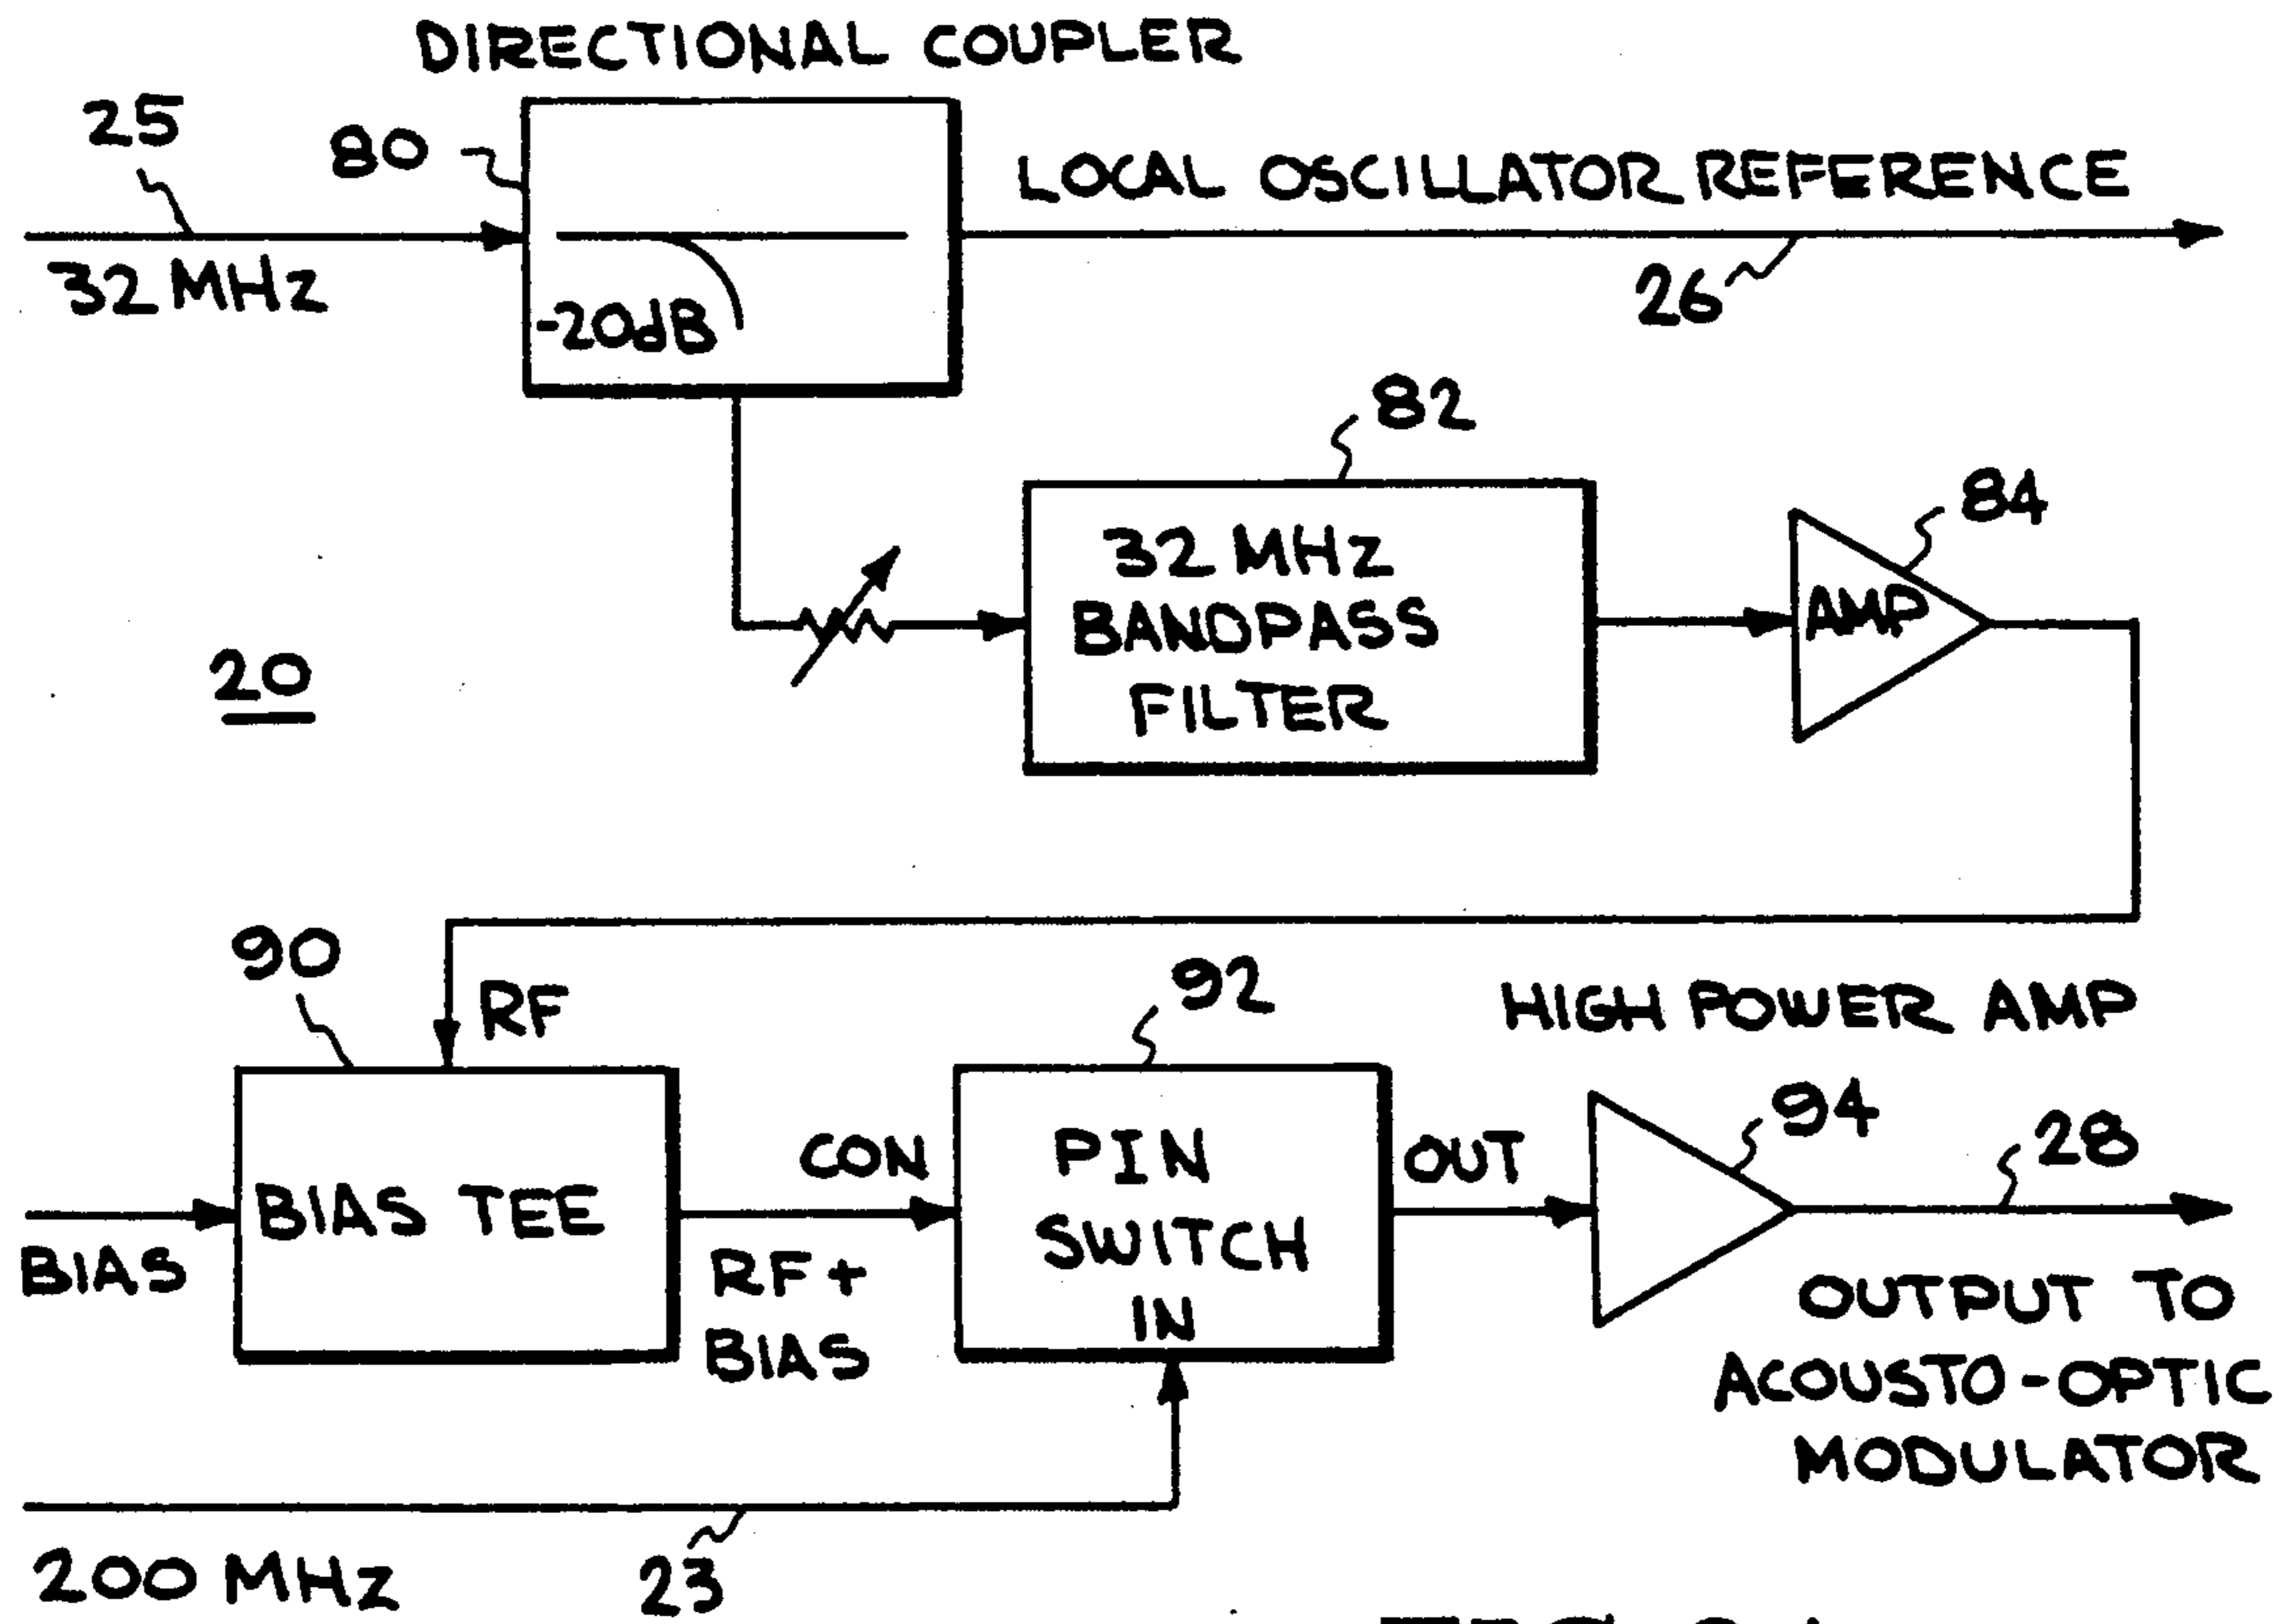 DIRECTIONAL COUPLER
25
80
LOCAL OSCILLATOR REFERENCE
32 MHz
-20dB
26
82
84
32 MHz
BANDPASS
FILTER
AMP
20
90
RF
92
HIGH POWER AMP
94
28
CON
PIN
SWITCH
IN
OUT
BIAS TEE
BIAS
RF+
BIAS
OUTPUT TO
ACOUSTO-OPTIC
MODULATOR
200 MHz
23